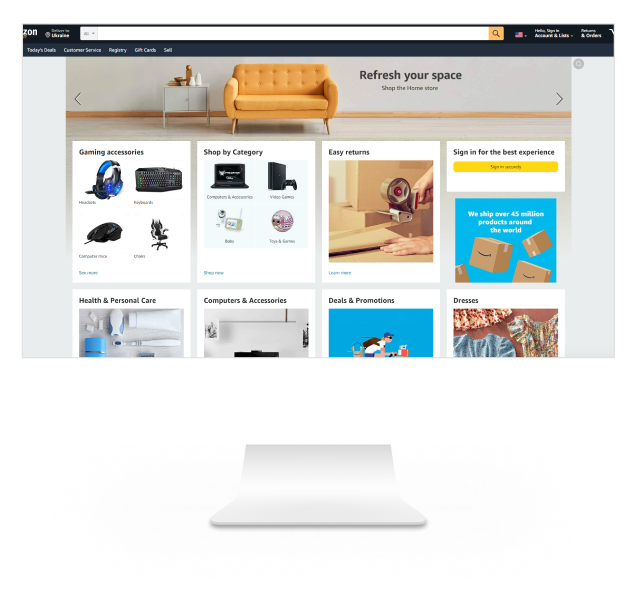 zon
Deliver to
Ukraine
All
Hello, Sign in
Account & Lists
Returns
& Orders
Today's Deals Customer Service Registry Gift Cards Sell
Refresh your space
Shop the Home store
Gaming accessories
Headsets Keyboards
Computer mice Chairs
See more
Shop by Category
PREDATOR
Computers & Accessories Video Games
Baby Toys & Games
Shop now
Easy returns
Learn more
Sign in for the best experience
Sign in securely
We ship over 45 million
products around
the world
Health & Personal Care
Computers & Accessories
Deals & Promotions
Dresses